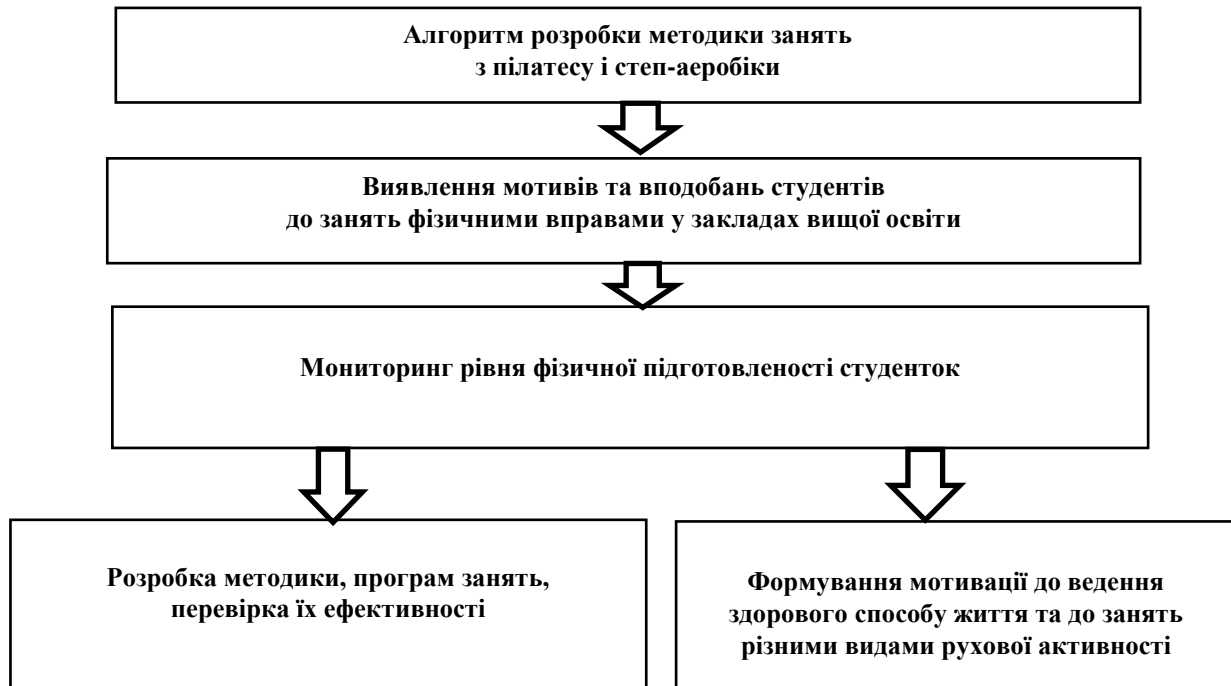 Алгоритм розробки методики занять
з пілатесу і степ-аеробіки
Виявлення мотивів та вподобань студентів
до занять фізичними вправами у закладах вищої освіти
Мониторинг рівня фізичної підготовленості студенток
Розробка методики, програм занять,
перевірка їх ефективності
Формування мотивації до ведення
здорового способу життя та до занять
різними видами рухової активності